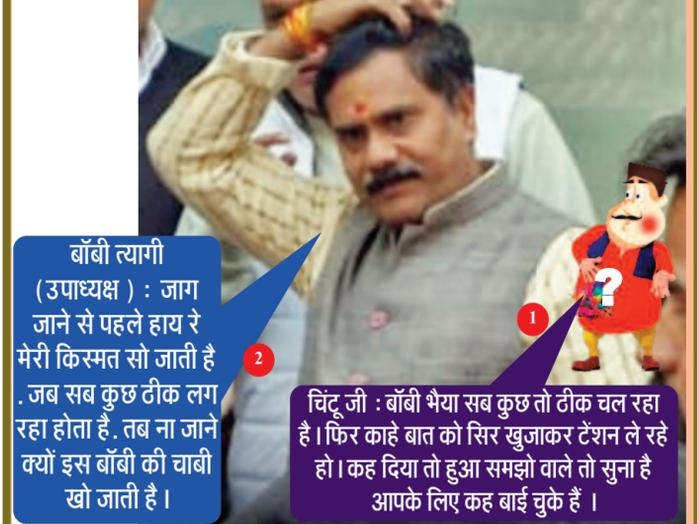 बॉबी त्यागी
(उपाध्यक्ष ) : जाग
जाने से पहले हाय रे
मेरी किस्मत सो जाती है
. जब सब कुछ ठीक लग
रहा होता है. तब ना जाने
क्यों इस बॉबी की चाबी
खो जाती है ।
2
1
?
चिंटू जी : बॉबी भैया सब कुछ तो ठीक चल रहा
है । फिर काहे बात को सिर खुजाकर टेंशन ले रहे
हो । कह दिया तो हुआ समझो वाले तो सुना है
आपके लिए कह बाई चुके हैं ।